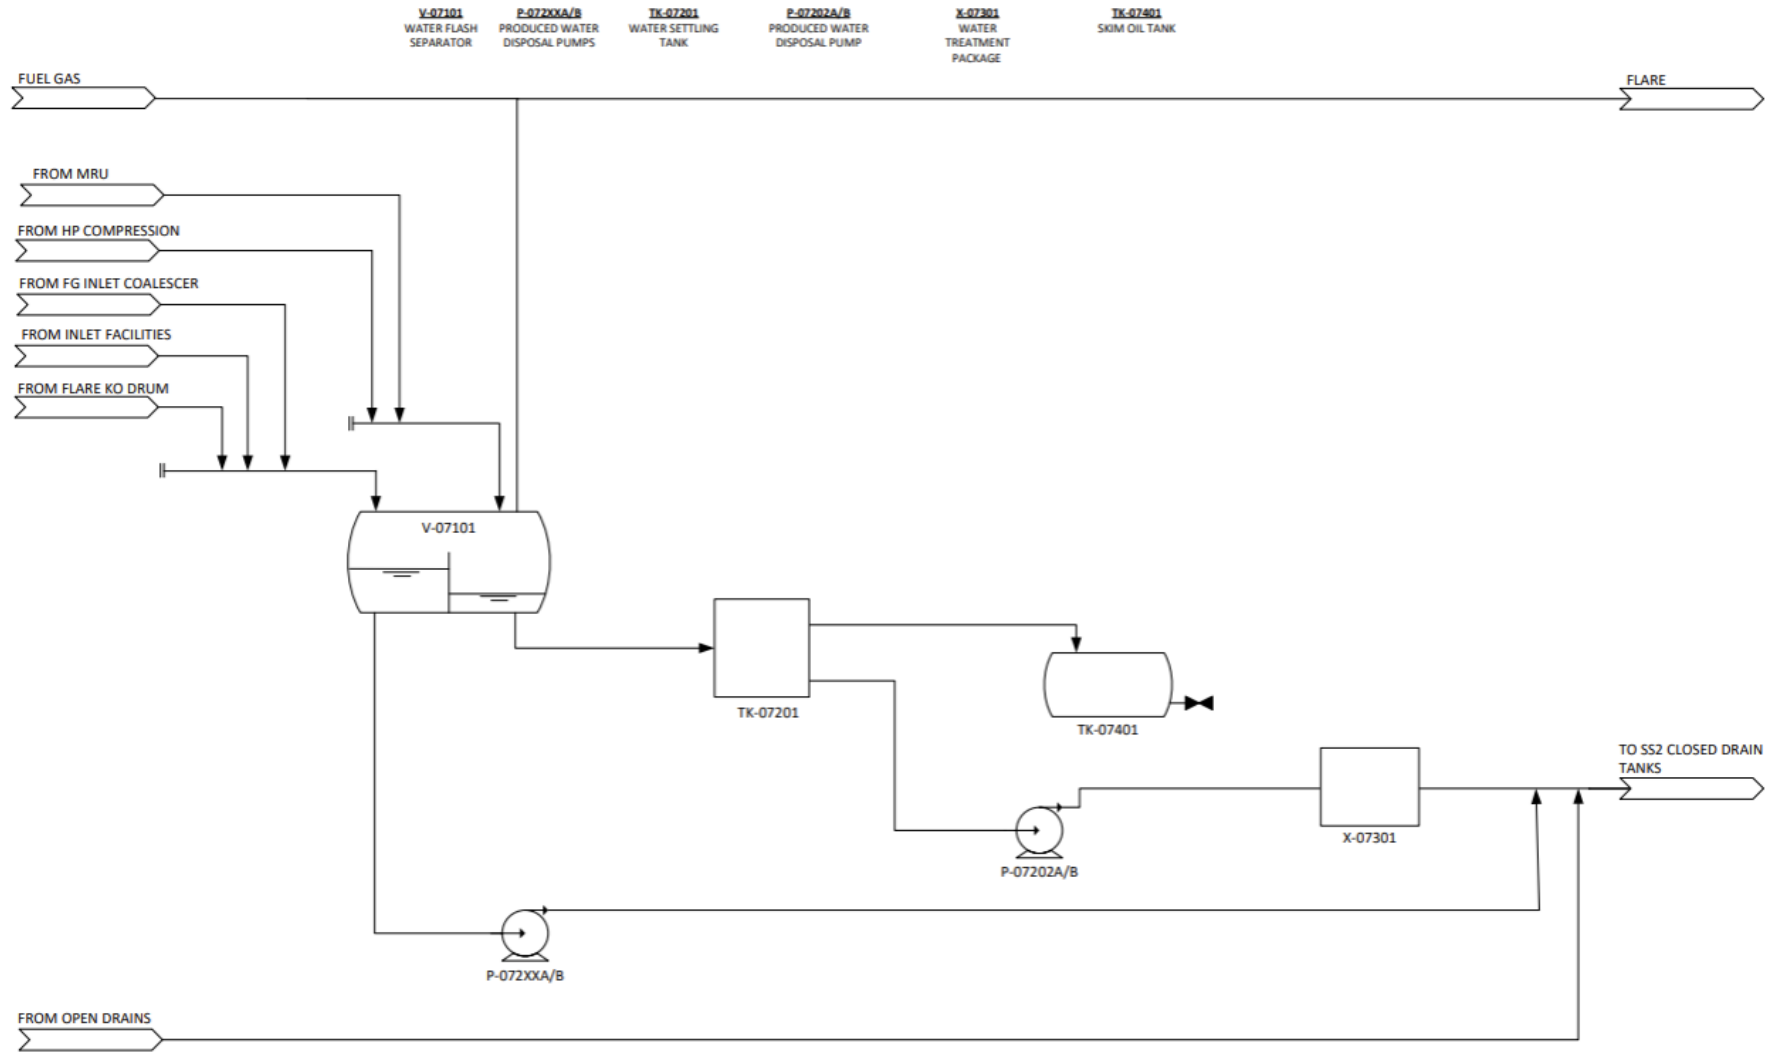 V-07101
WATER FLASH
SEPARATOR
P-072XXA/B
PRODUCED WATER
DISPOSAL PUMPS
TK-07201
WATER SETTLING
TANK
P-07202A/B
PRODUCED WATER
DISPOSAL PUMP
X-07301
WATER
TREATMENT
PACKAGE
TK-07401
SKIM OIL TANK
FUEL GAS
FLARE
FROM MRU
FROM HP COMPRESSION
FROM FG INLET COALESCER
FROM INLET FACILITIES
FROM FLARE KO DRUM
V-07101
TK-07201
TK-07401
TO SS2 CLOSED DRAIN
TANKS
X-07301
P-07202A/B
P-072XXA/B
FROM OPEN DRAINS